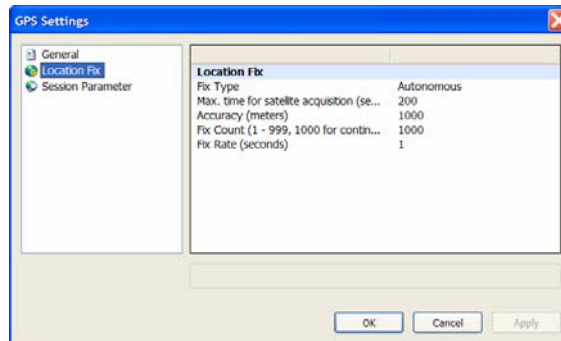 GPS Settings
General
Location Fix
Session Parameter
Location Fix
Fix Type Autonomous
Max. time for satelite acquisition (se... 200
Accuracy (meters) 1000
Fix Count (1 - 999, 1000 for contin... 1000
Fix Rate (seconds) 1
OK Cancel Apply